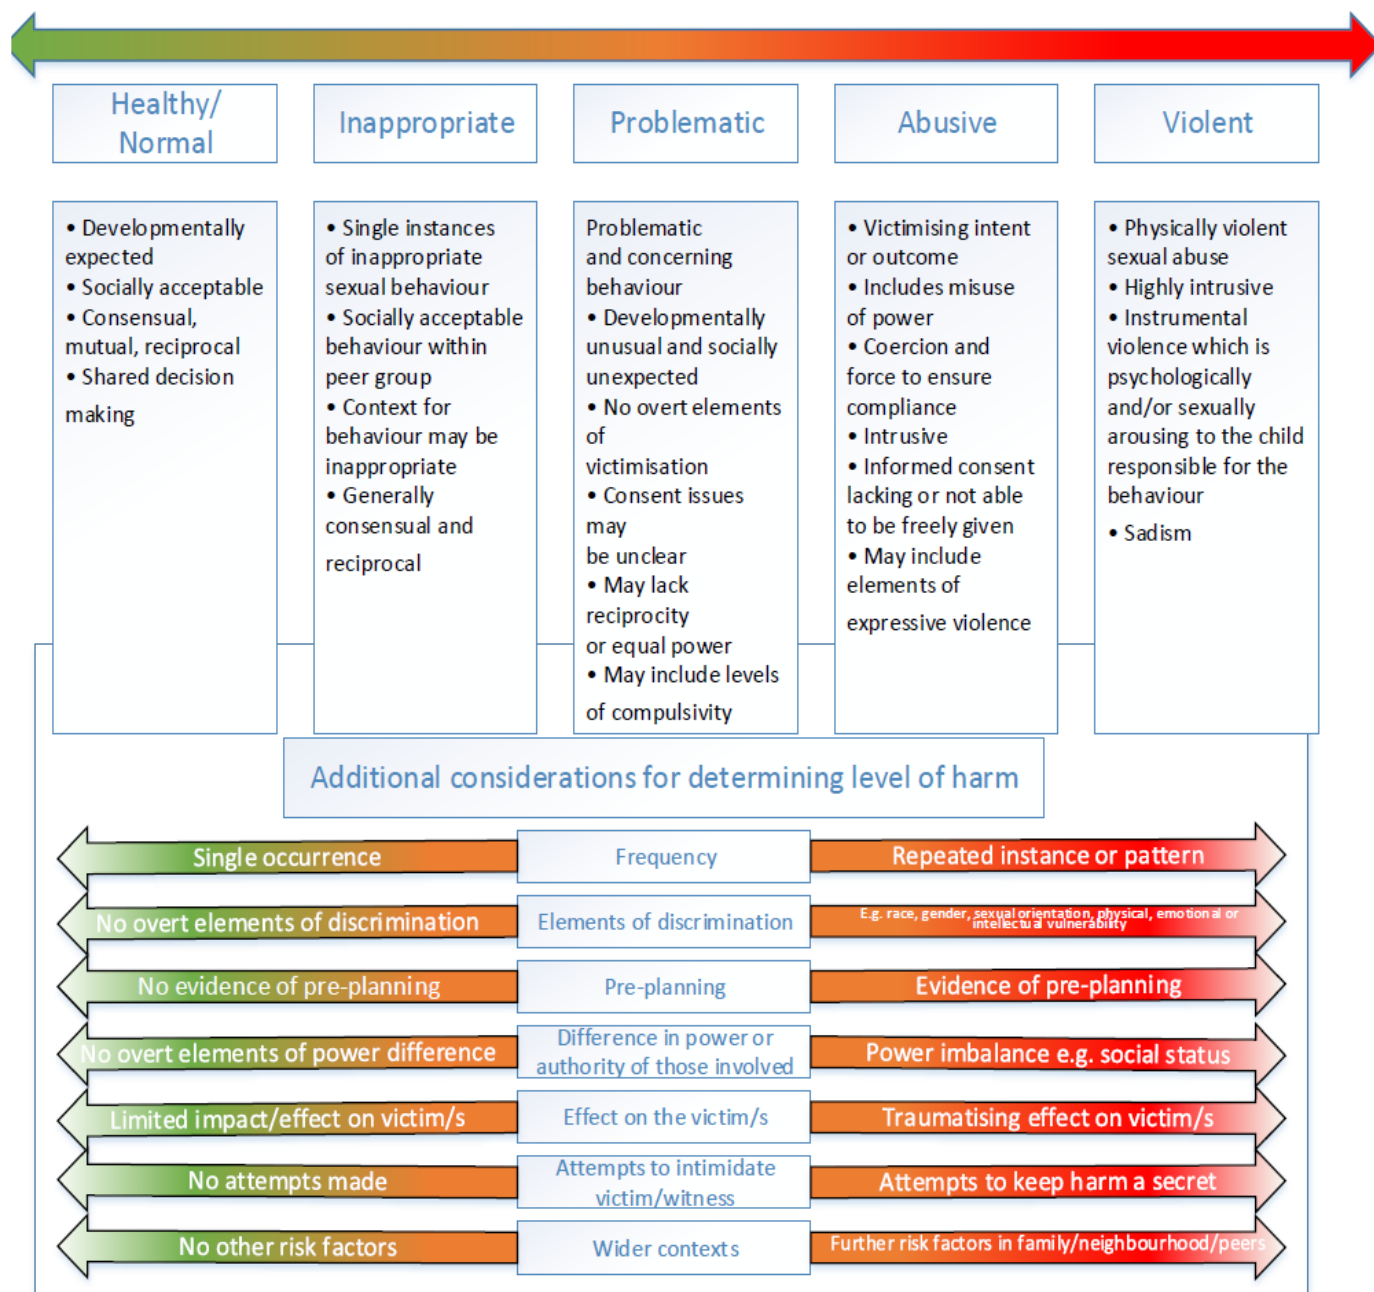 Healthy/
Normal
Inappropriate
Problematic
Abusive
Violent
• Developmentally
expected
• Socially acceptable
• Consensual,
mutual, reciprocal
• Shared decision
making
• Single instances
of inappropriate
sexual behaviour
• Socially acceptable
behaviour within
peer group
• Context for
behaviour may be
inappropriate
• Generally
consensual and
reciprocal
Problematic
and concerning
behaviour
• Developmentally
unusual and socially
unexpected
• No overt elements
of
victimisation
• Consent issues
may
be unclear
• May lack
reciprocity
or equal power
• May include levels
of compulsivity
• Victimising intent
or outcome
• Includes misuse
of power
• Coercion and
force to ensure
compliance
• Intrusive
• Informed consent
lacking or not able
to be freely given
• May include
elements of
expressive violence
• Physically violent
sexual abuse
• Highly intrusive
• Instrumental
violence which is
psychologically
and/or sexually
arousing to the child
responsible for the
behaviour
• Sadism
Additional considerations for determining level of harm
Single occurrence
Frequency
Repeated instance or pattern
No overt elements of discrimination
Elements of discrimination
E.g. race, gender, sexual orientation, physical, emotional or
intellectual vulnerability
No evidence of pre-planning
Pre-planning
Evidence of pre-planning
No overt elements of power difference
Difference in power or
authority of those involved
Power imbalance e.g. social status
Limited impact/effect on victim/s
Effect on the victim/s
Traumatising effect on victim/s
No attempts made
Attempts to intimidate
victim/witness
Attempts to keep harm a secret
No other risk factors
Wider contexts
Further risk factors in family/neighbourhood/peers